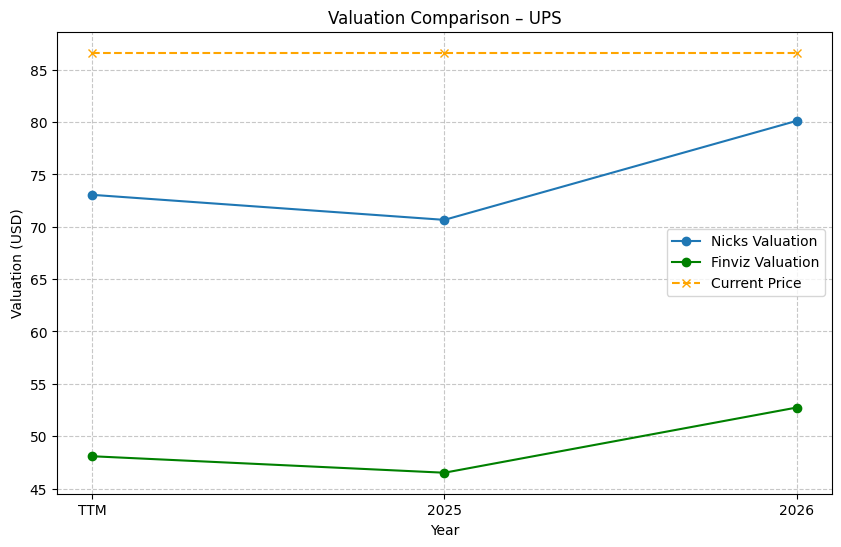 Valuation Comparison – UPS
Valuation (USD)
85
80
75
70
65
60
55
50
45
Nicks Valuation
Finviz Valuation
Current Price
TTM 2025 2026
Year